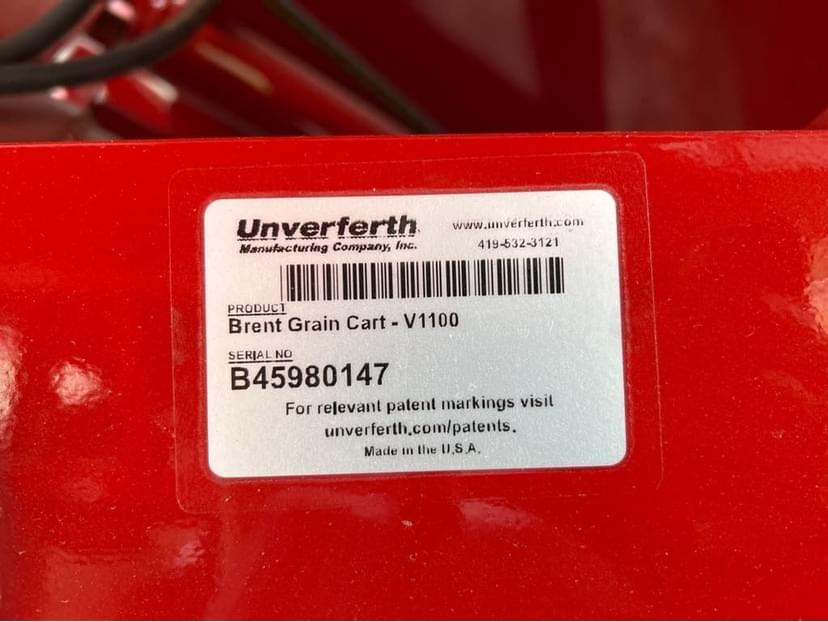 Unverferth
Manufacturing Company, Inc.
www.unverferth.com
419-532-3121
PRODUCT
Brent Grain Cart - V1100
SERIAL NO
B45980147
For relevant patent markings visit
unverferth.com/patents.
Made in the U.S.A.